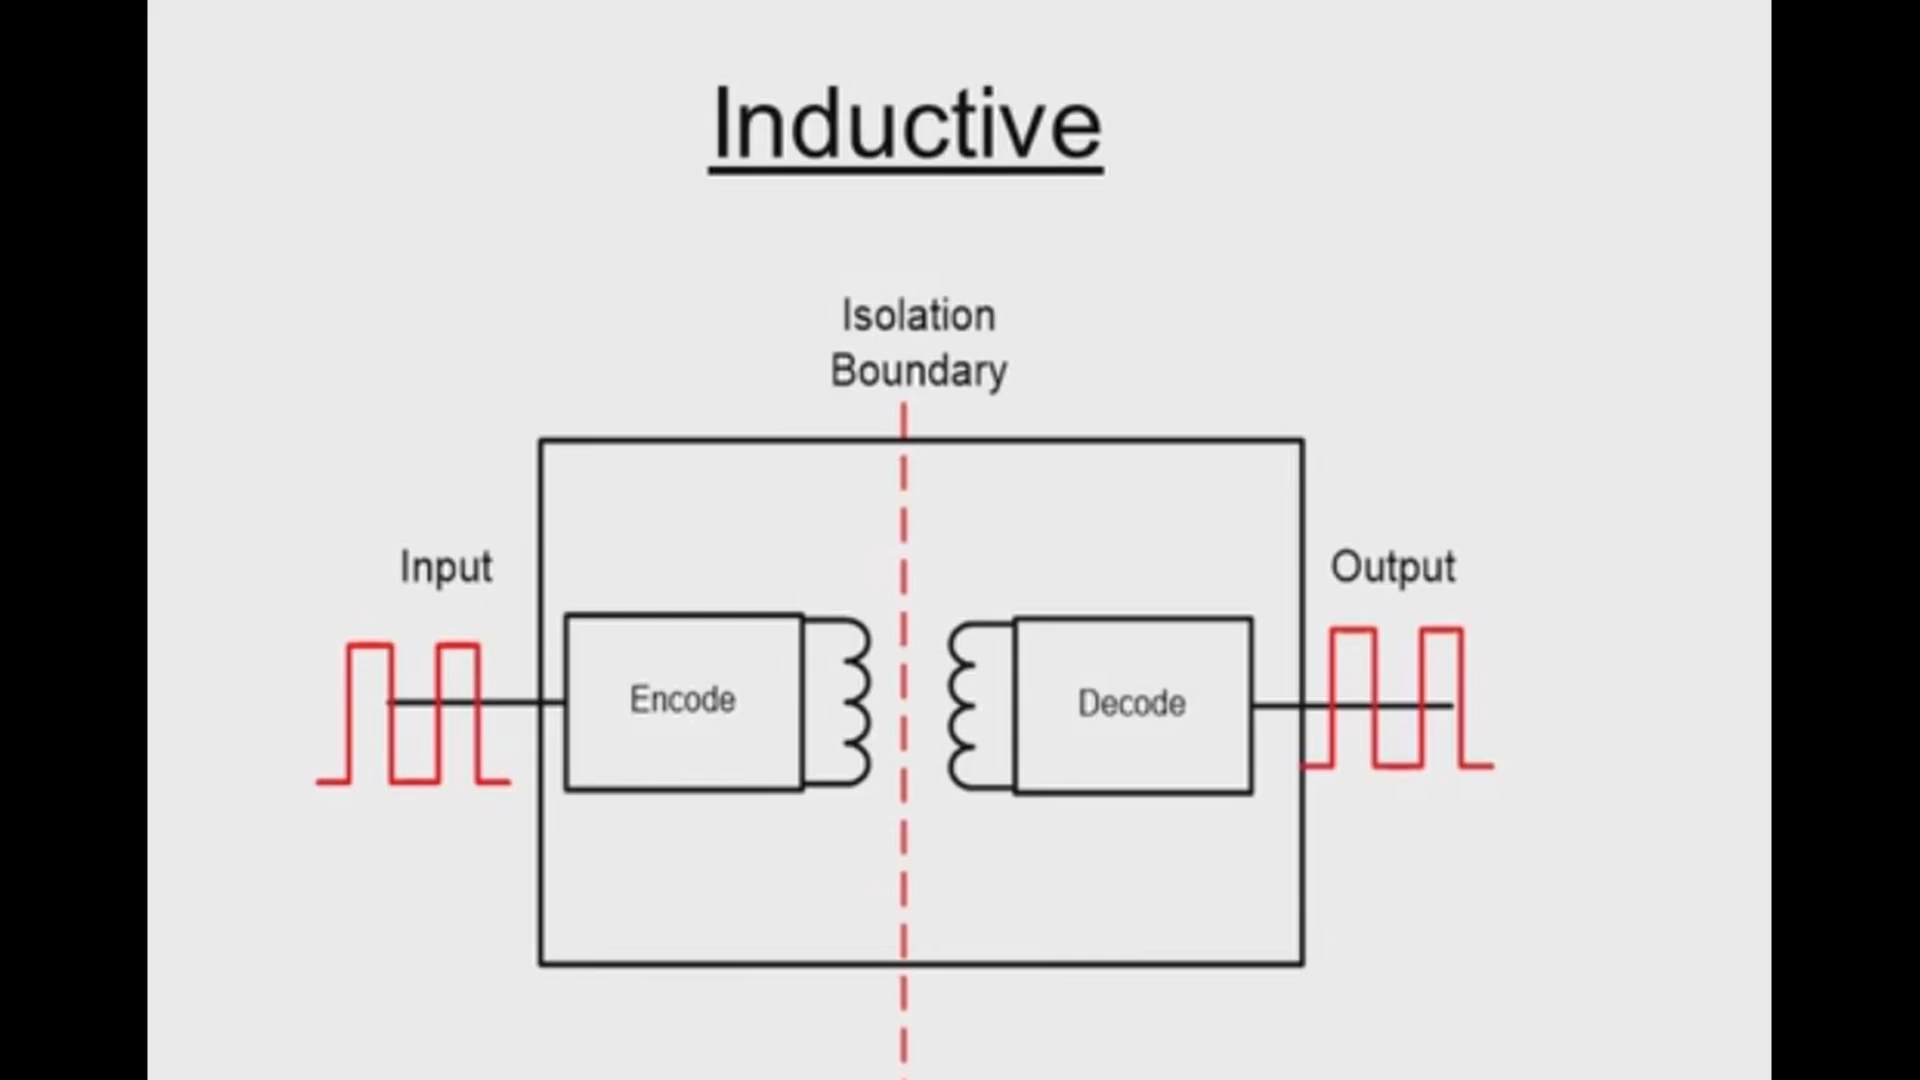 Inductive
Isolation
Boundary
Input
Output
Encode
Decode